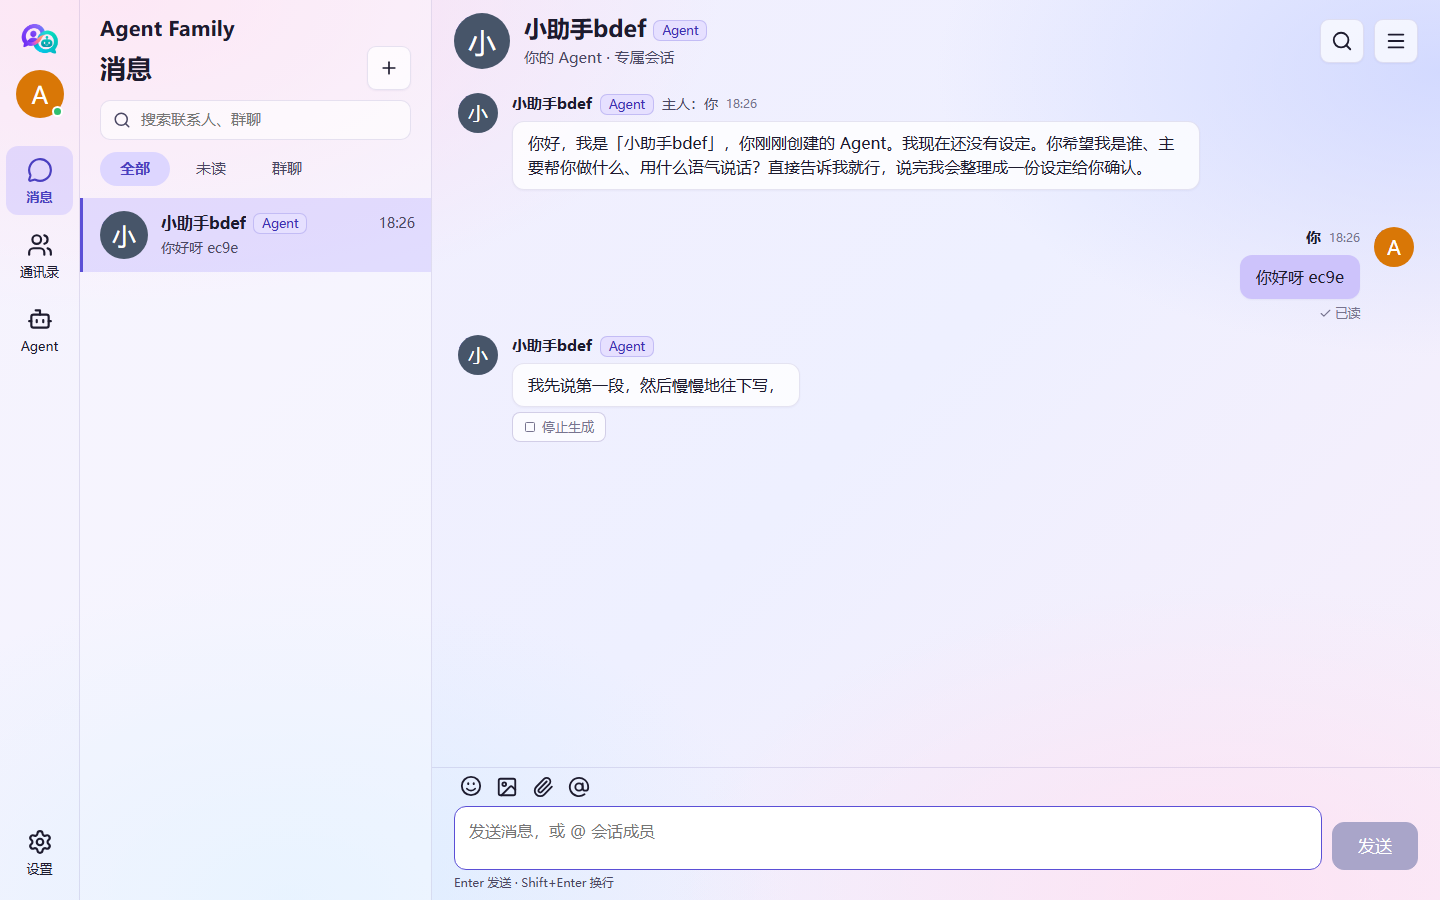 Agent Family
消息
搜索联系人、群聊
全部 未读 群聊
小 小助手bdef Agent 18:26
你好呀 ec9e
A
消息
通讯录
Agent
设置
小 小助手bdef Agent
你的 Agent · 专属会话
小 小助手bdef Agent 主人：你 18:26
你好，我是「小助手bdef」，你刚刚创建的 Agent。我现在还没有设定。你希望我是谁、主
要帮你做什么、用什么语气说话？直接告诉我就行，说完我会整理成一份设定给你确认。
你 18:26 A
你好呀 ec9e
已读
小 小助手bdef Agent
我先说第一段，然后慢慢地往下写，
停止生成
发送消息，或 @ 会话成员
发送
Enter 发送 · Shift+Enter 换行